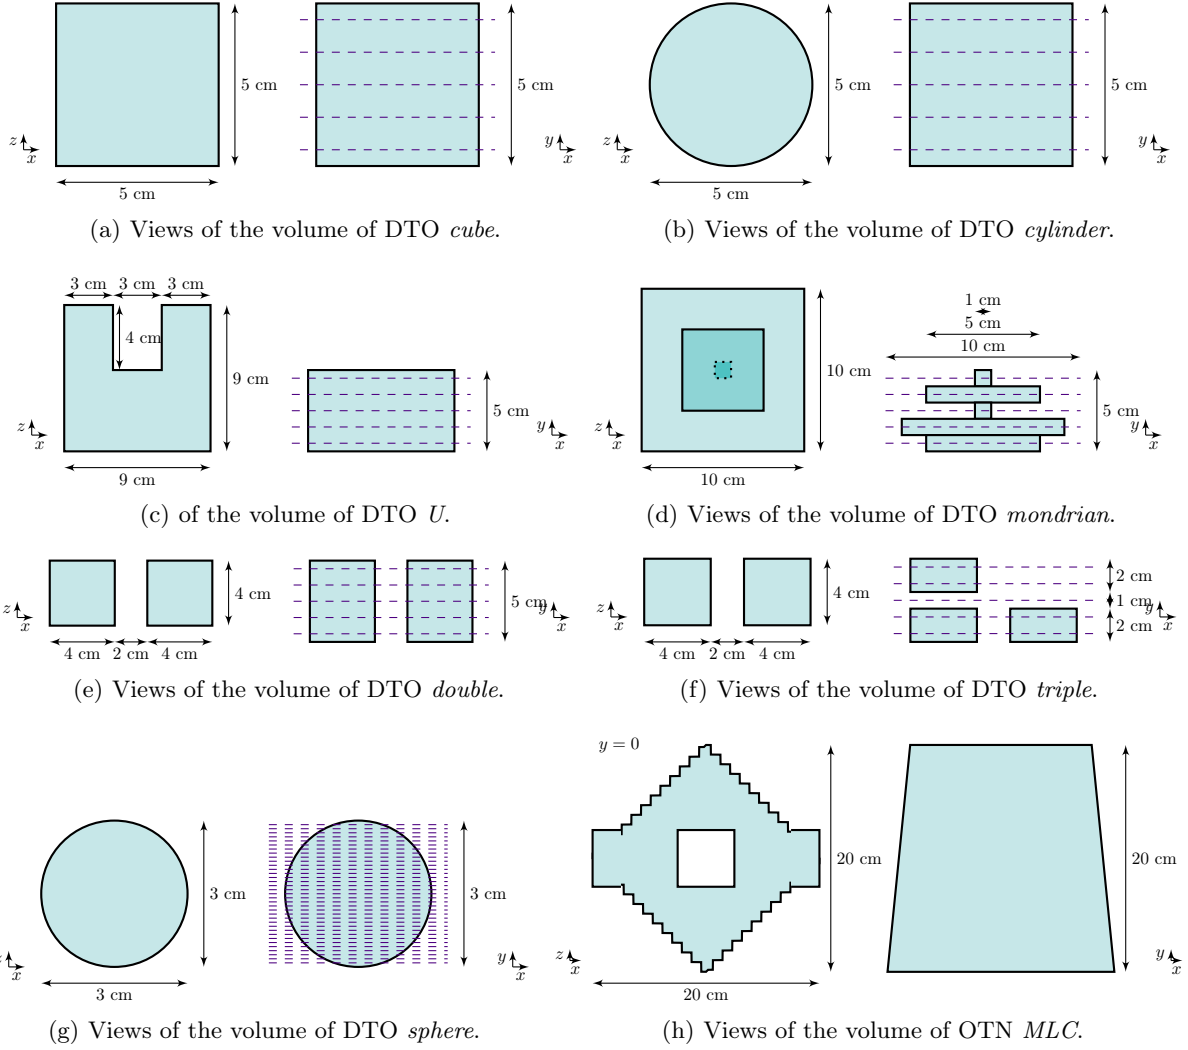 5 cm
5 cm
z
x
y
x
5 cm
(a) Views of the volume of DTO cube.
5 cm
5 cm
z
x
y
x
5 cm
(b) Views of the volume of DTO cylinder.
3 cm 3 cm 3 cm
4 cm
9 cm
5 cm
z
x
y
x
9 cm
(c) of the volume of DTO U.
1 cm
5 cm
10 cm
10 cm
5 cm
z
x
y
x
10 cm
(d) Views of the volume of DTO mondrian.
4 cm
5 cm
z
x
y
x
4 cm 2 cm 4 cm
(e) Views of the volume of DTO double.
4 cm
2 cm
1 cm
2 cm
z
x
y
x
4 cm 2 cm 4 cm
(f) Views of the volume of DTO triple.
3 cm
3 cm
z
x
y
x
3 cm
(g) Views of the volume of DTO sphere.
y = 0
20 cm
20 cm
z
x
y
x
20 cm
(h) Views of the volume of OTN MLC.